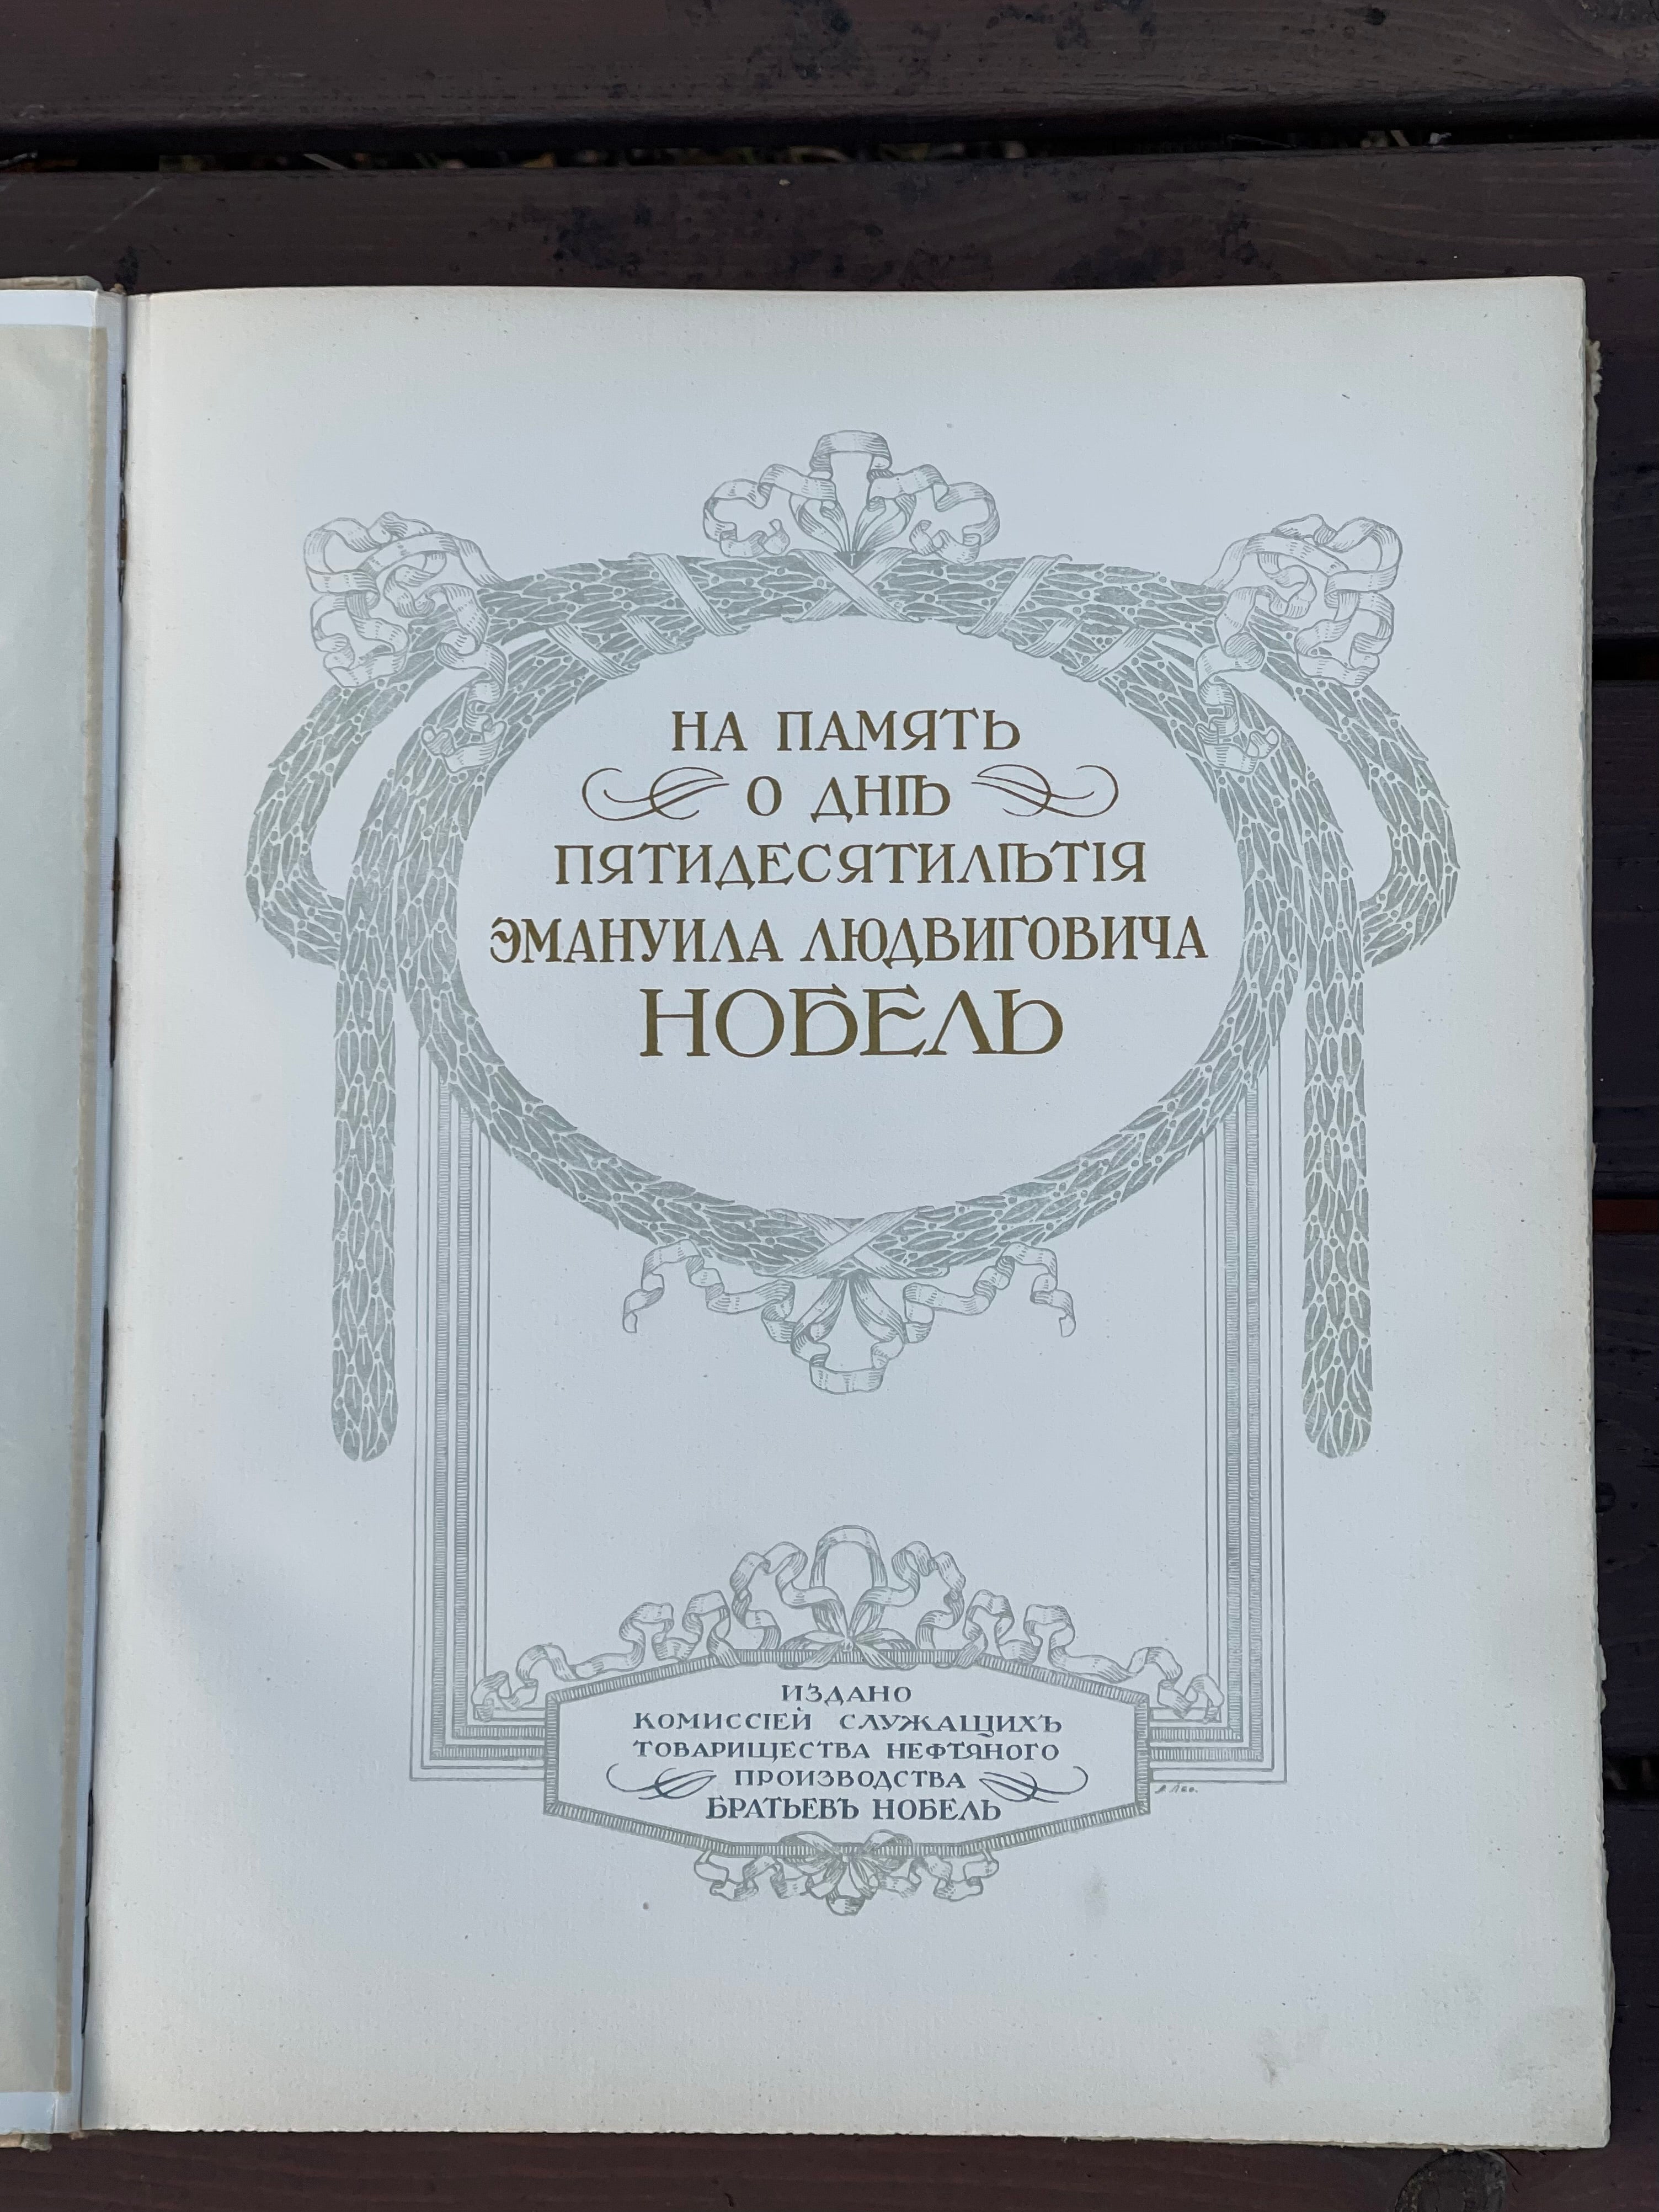 НА ПАМЯТЬ
О ДНѢ
ПЯТИДЕСЯТИЛѢТІЯ
ЭМАНУИЛА ЛЮДВИГОВИЧА
НОБЕЛЬ
ИЗДАНО
КОМИССІЕЙ СЛУЖАЩИХЪ
ТОВАРИЩЕСТВА НЕФТЯНОГО
ПРОИЗВОДСТВА
БРАТЬЕВЪ НОБЕЛЬ